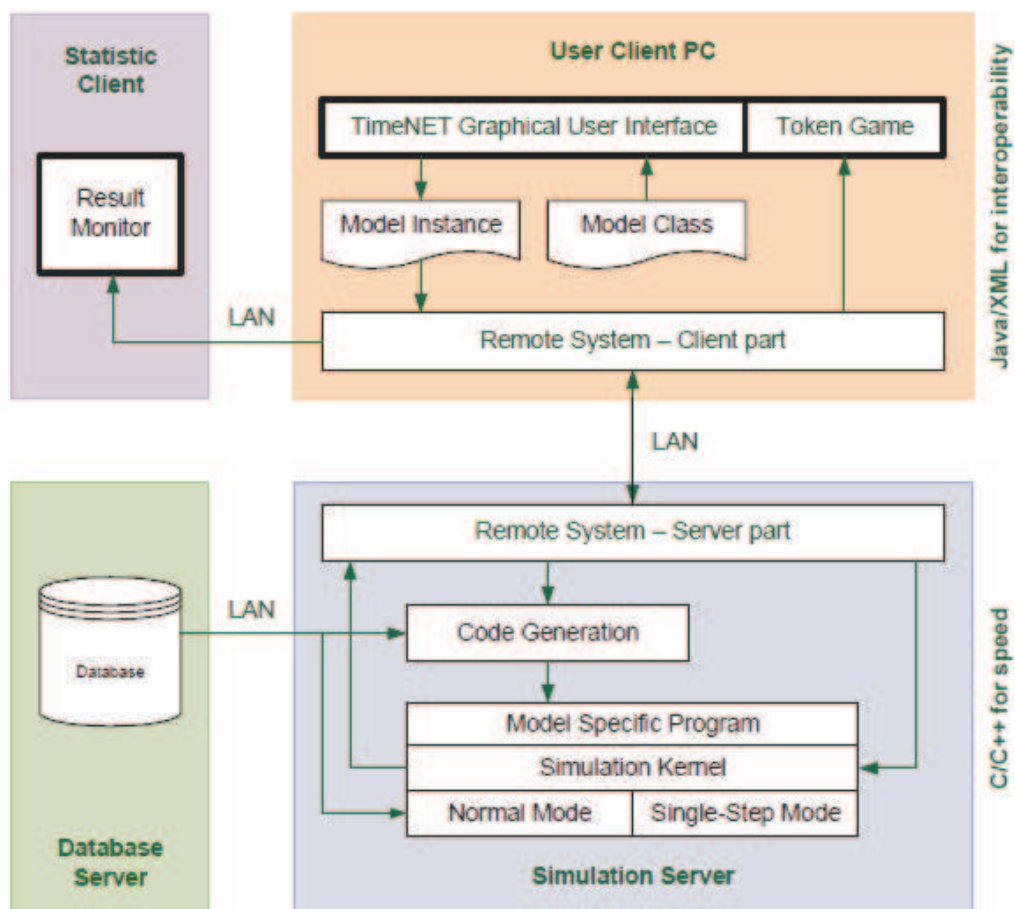 Statistic
Client
User Client PC
TimeNET Graphical User Interface
Token Game
Result
Monitor
Model Instance
Model Class
LAN
Remote System – Client part
Java/XML for interoperability
LAN
Remote System – Server part
LAN
Code Generation
Database
Model Specific Program
Simulation Kernel
Normal Mode
Single-Step Mode
C/C++ for speed
Database
Server
Simulation Server